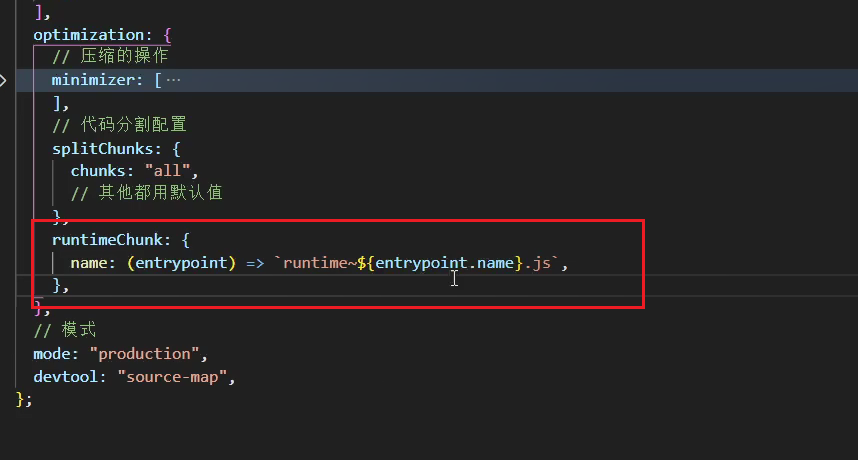 ],
optimization: {
// 压缩的操作
minimizer: [ ···
],
// 代码分割配置
splitChunks: {
chunks: "all",
// 其他都用默认值
},
runtimeChunk: {
name: (entrypoint) => `runtime~${entrypoint.name}.js`,
},
},
// 模式
mode: "production",
devtool: "source-map",
};